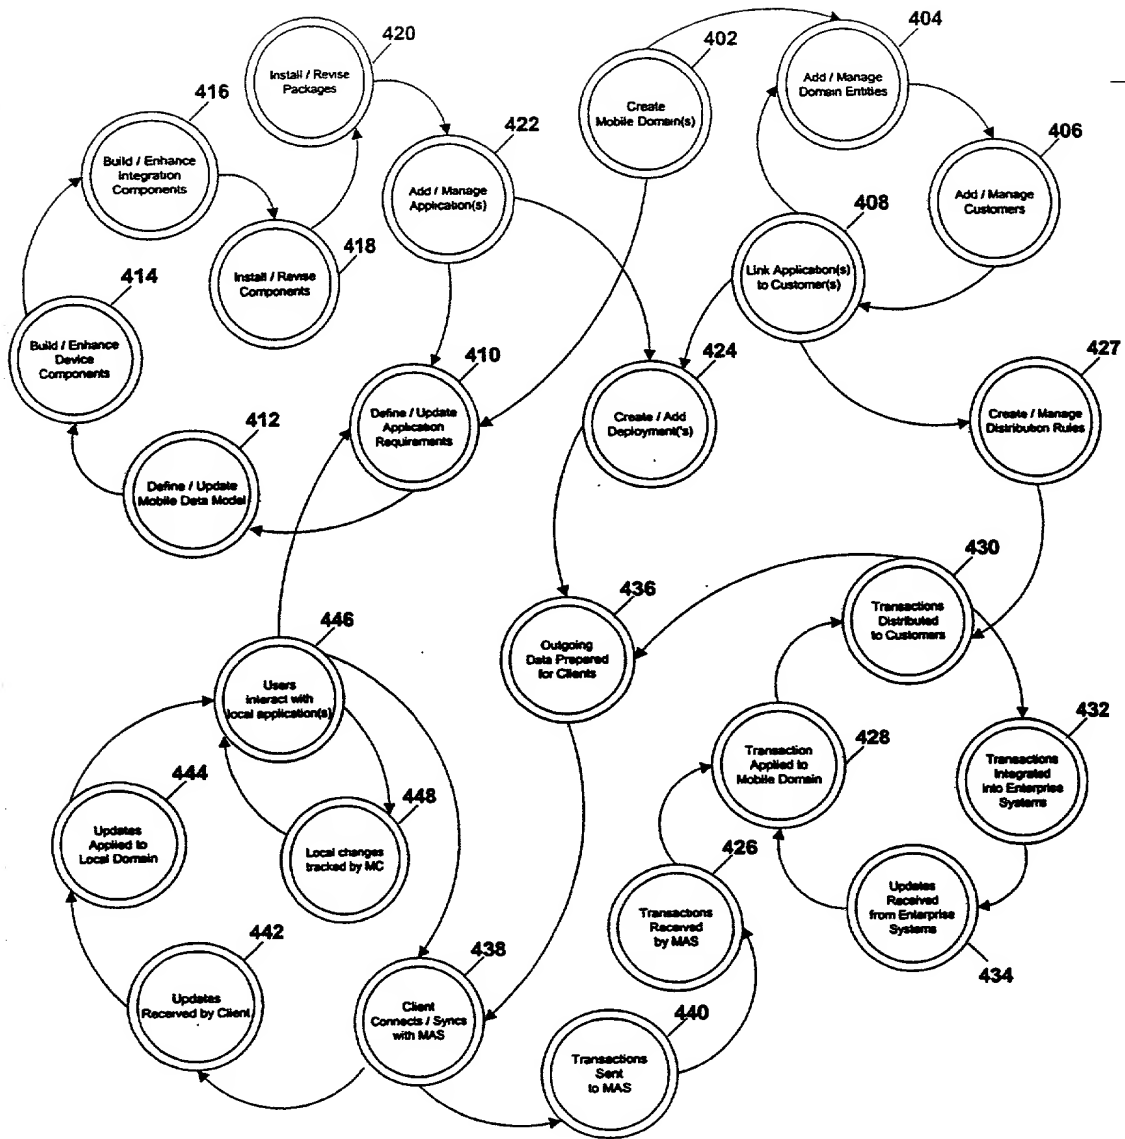 420
Install / Revise
Packages
402
Create
Mobile Domain(s)
404
Add / Manage
Domain Entities
416
Build / Enhance
Integration
Components
422
Add / Manage
Application(s)
406
Add / Manage
Customers
418
Install / Revise
Components
408
Link Application(s)
to Customer(s)
414
Build / Enhance
Device
Components
410
Define / Update
Application
Requirements
424
Create / Add
Deployment('s)
427
Create / Manage
Distribution Rules
412
Define / Update
Mobile Data Model
430
Transactions
Distributed
to Customers
436
Outgoing
Data Prepared
for Clients
446
Users
interact with
local application(s)
428
Transaction
Applied to
Mobile Domain
432
Transactions
Integrated
into Enterprise
Systems
444
Updates
Applied to
Local Domain
448
Local changes
tracked by MC
426
Transactions
Received
by MAS
434
Updates
Received
from Enterprise
Systems
442
Updates
Received by Client
438
Client
Connects / Syncs
with MAS
440
Transactions
Sent
to MAS